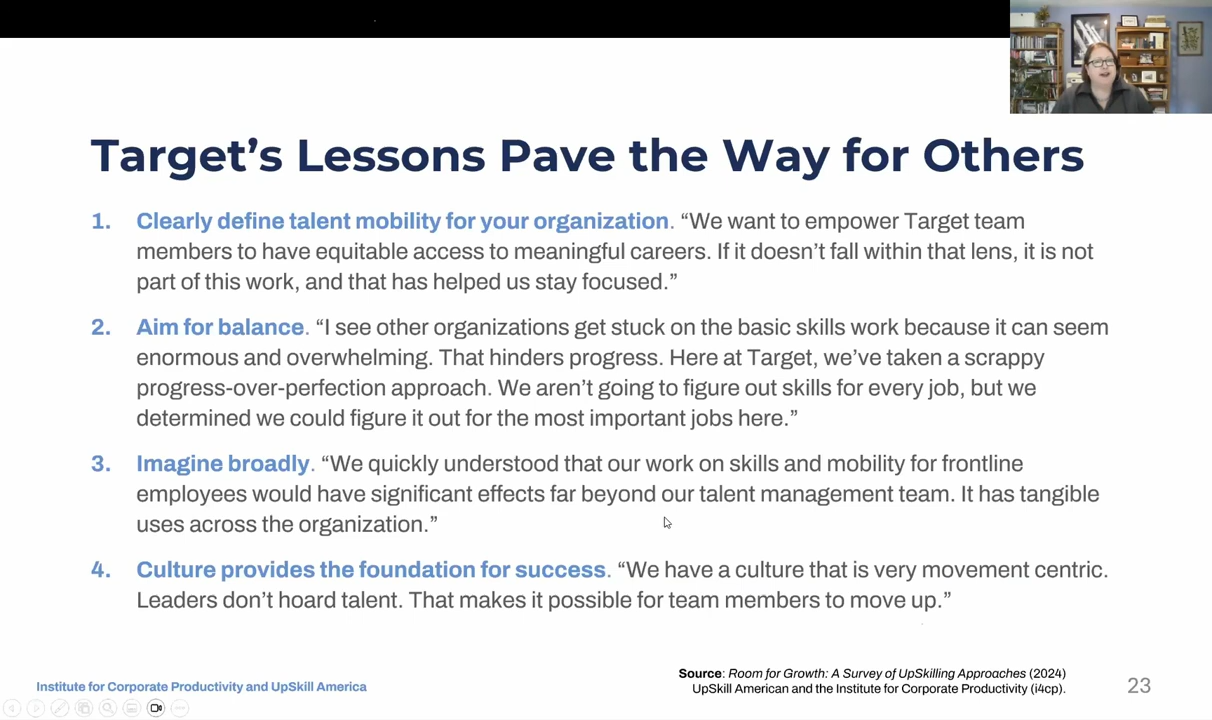 Target’s Lessons Pave the Way for Others
1. Clearly define talent mobility for your organization. “We want to empower Target team
members to have equitable access to meaningful careers. If it doesn’t fall within that lens, it is not
part of this work, and that has helped us stay focused.”
2. Aim for balance. “I see other organizations get stuck on the basic skills work because it can seem
enormous and overwhelming. That hinders progress. Here at Target, we’ve taken a scrappy
progress-over-perfection approach. We aren’t going to figure out skills for every job, but we
determined we could figure it out for the most important jobs here.”
3. Imagine broadly. “We quickly understood that our work on skills and mobility for frontline
employees would have significant effects far beyond our talent management team. It has tangible
uses across the organization.”
4. Culture provides the foundation for success. “We have a culture that is very movement centric.
Leaders don’t hoard talent. That makes it possible for team members to move up.”
Source: Room for Growth: A Survey of UpSkilling Approaches (2024)
UpSkill American and the Institute for Corporate Productivity (i4cp).
Institute for Corporate Productivity and UpSkill America
23